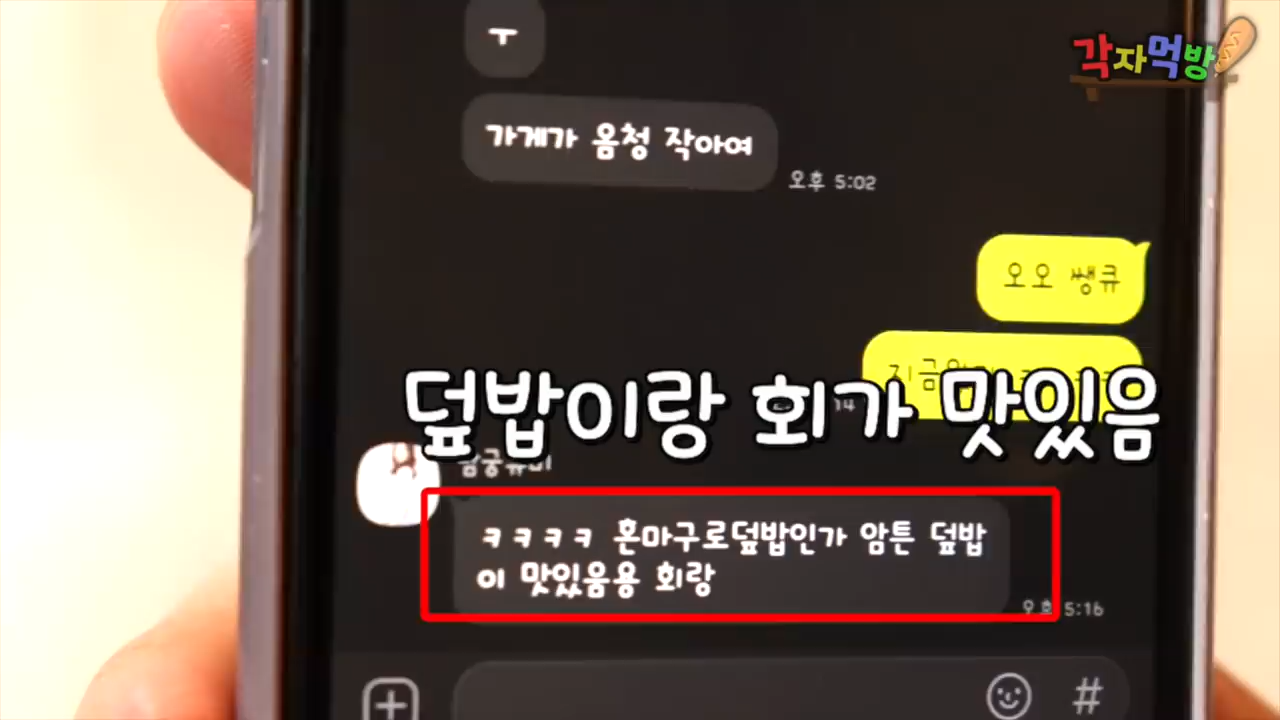 각자먹방
ㅜ
가게가 옴청 작아여
오후 5:02
오오 쌩큐
덮밥이랑 회가 맛있음
ㅋㅋㅋㅋ 혼마구로덮밥인가 암튼 덮밥
이 맛있움용 회랑
오후 5:16
#